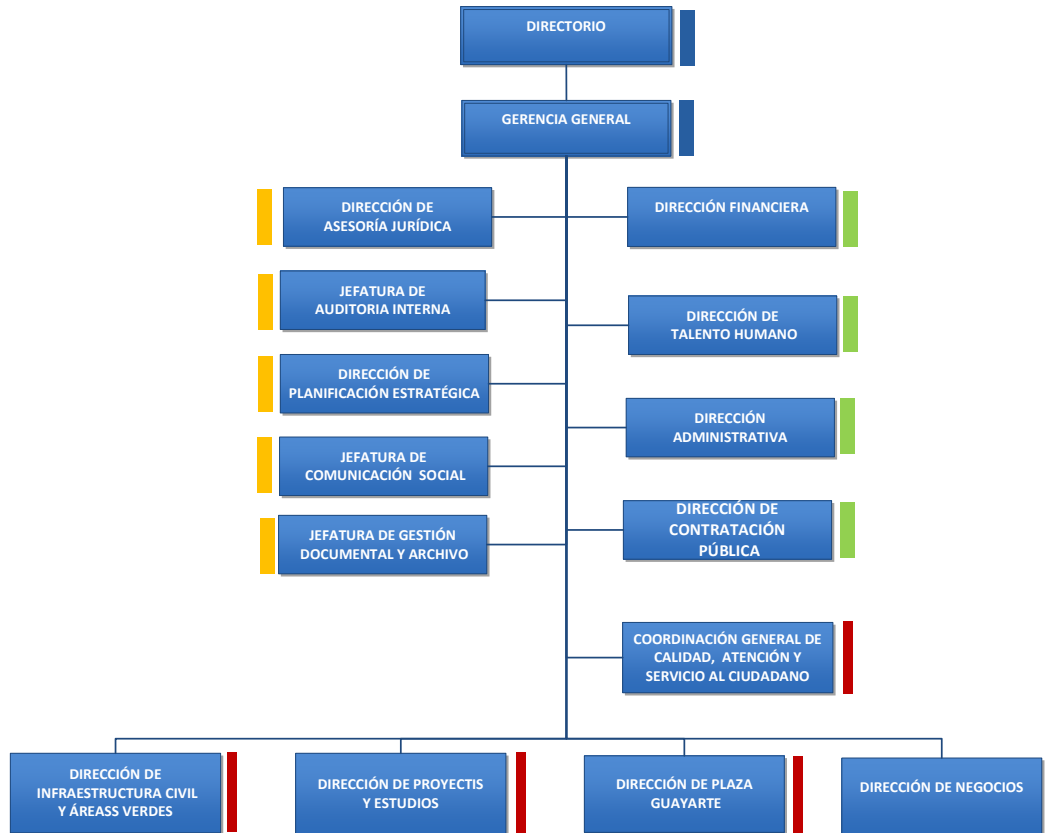 DIRECTORIO
GERENCIA GENERAL
DIRECCIÓN DE
ASESORÍA JURÍDICA
DIRECCIÓN FINANCIERA
JEFATURA DE
AUDITORIA INTERNA
DIRECCIÓN DE
TALENTO HUMANO
DIRECCIÓN DE
PLANIFICACIÓN ESTRATÉGICA
DIRECCIÓN
ADMINISTRATIVA
JEFATURA DE
COMUNICACIÓN SOCIAL
DIRECCIÓN DE
CONTRATACIÓN
PÚBLICA
JEFATURA DE GESTIÓN
DOCUMENTAL Y ARCHIVO
COORDINACIÓN GENERAL DE
CALIDAD, ATENCIÓN Y
SERVICIO AL CIUDADANO
DIRECCIÓN DE
INFRAESTRUCTURA CIVIL
Y ÁREASS VERDES
DIRECCIÓN DE PROYECTIS
Y ESTUDIOS
DIRECCIÓN DE PLAZA
GUAYARTE
DIRECCIÓN DE NEGOCIOS